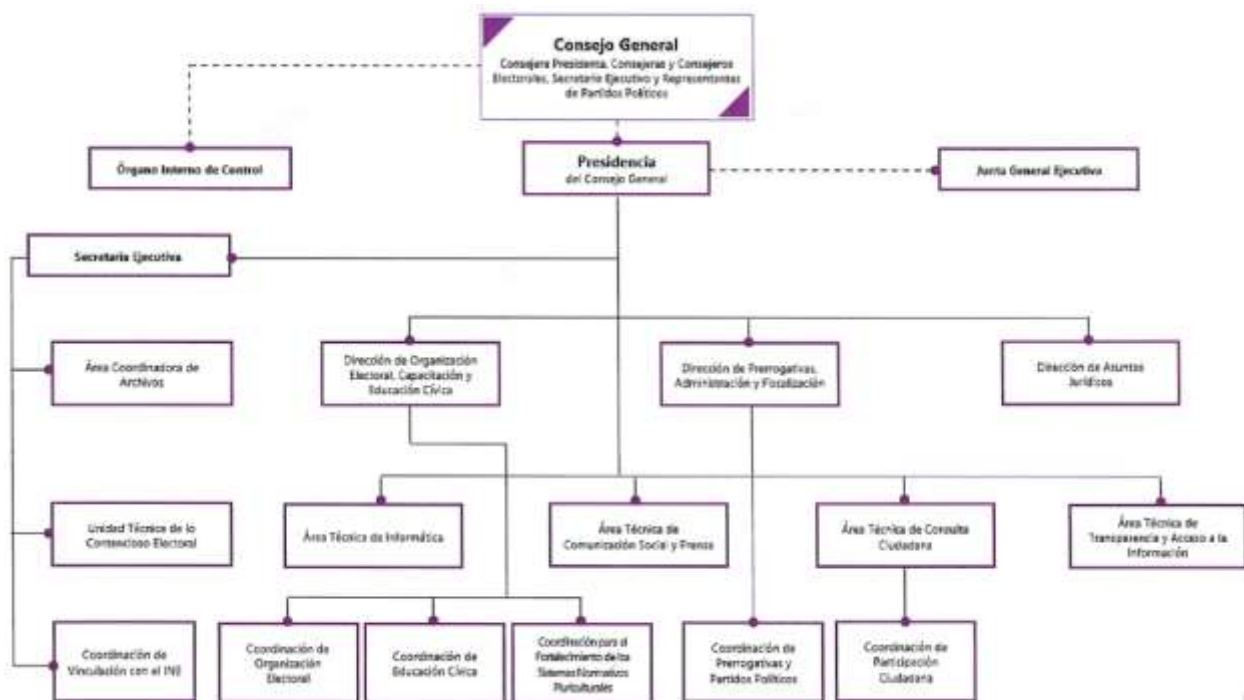 Consejo General
Consejera Presidenta, Consejeras y Consejeros
Electorales, Secretario Ejecutivo y Representantes
de Partidos Políticos
Órgano Interno de Control
Presidencia
del Consejo General
Junta General Ejecutiva
Secretaría Ejecutiva
Área Coordinadora de
Archivos
Dirección de Organización
Electoral, Capacitación y
Educación Cívica
Dirección de Prerrogativas,
Administración y Fiscalización
Dirección de Asuntos
Jurídicos
Unidad Técnica de lo
Contencioso Electoral
Área Técnica de Informática
Área Técnica de
Comunicación Social y Prensa
Área Técnica de Consulta
Ciudadana
Área Técnica de
Transparencia y Acceso a la
Información
Coordinación de
Vinculación con el INE
Coordinación de
Organización
Electoral
Coordinación de
Educación Cívica
Coordinación para el
Fortalecimiento de los
Sistemas Normativos
Pluriculturales
Coordinación de
Prerrogativas y
Partidos Políticos
Coordinación de
Participación
Ciudadana